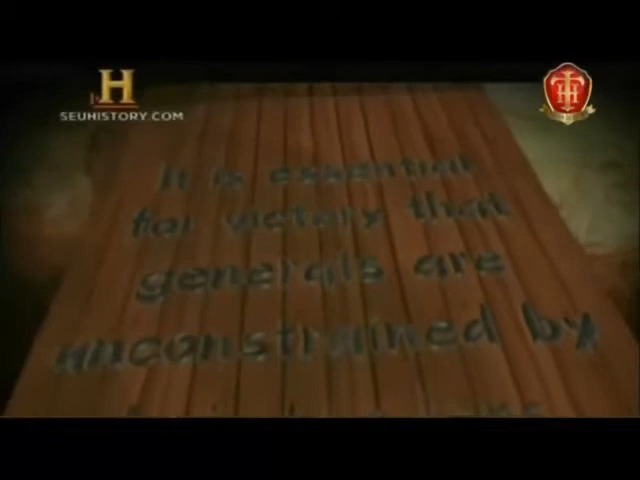 H
SEUHISTORY.COM
It is essential
for victory that
generals are
unconstrained by